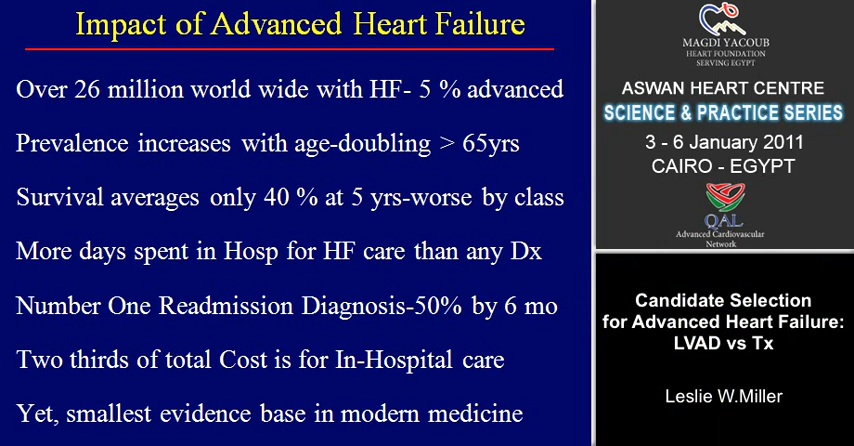 Impact of Advanced Heart Failure
Over 26 million world wide with HF- 5 % advanced
Prevalence increases with age-doubling > 65yrs
Survival averages only 40 % at 5 yrs-worse by class
More days spent in Hosp for HF care than any Dx
Number One Readmission Diagnosis-50% by 6 mo
Two thirds of total Cost is for In-Hospital care
Yet, smallest evidence base in modern medicine
MAGDI YACOUB
HEART FOUNDATION
SERVING EGYPT
ASWAN HEART CENTRE
SCIENCE & PRACTICE SERIES
3 - 6 January 2011
CAIRO - EGYPT
QAL
Advanced Cardiovascular
Network
Candidate Selection
for Advanced Heart Failure:
LVAD vs Tx
Leslie W.Miller